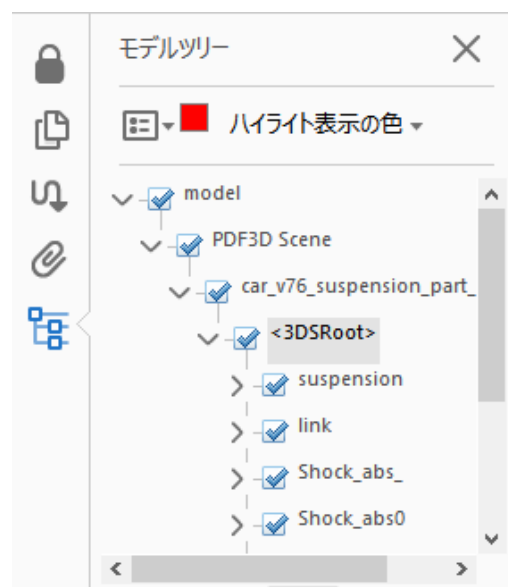 モデルツリー
ハイライト表示の色
model
PDF3D Scene
car_v76_suspension_part_
<3DSRoot>
suspension
link
Shock_abs_
Shock_abs0